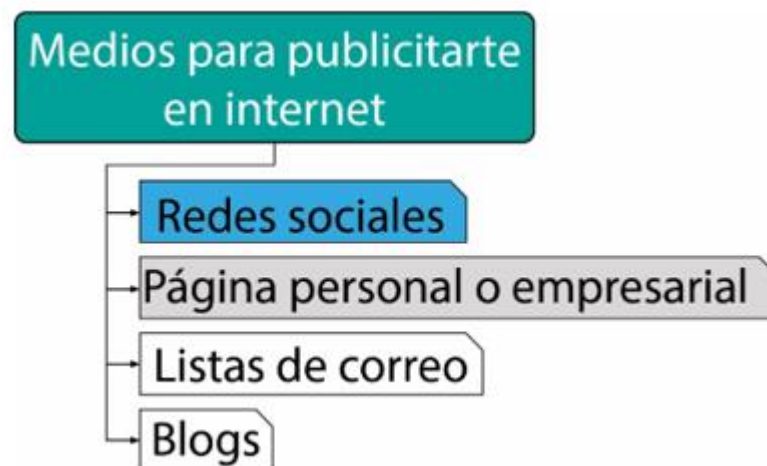 Medios para publicitarte
en internet
Redes sociales
Página personal o empresarial
Listas de correo
Blogs